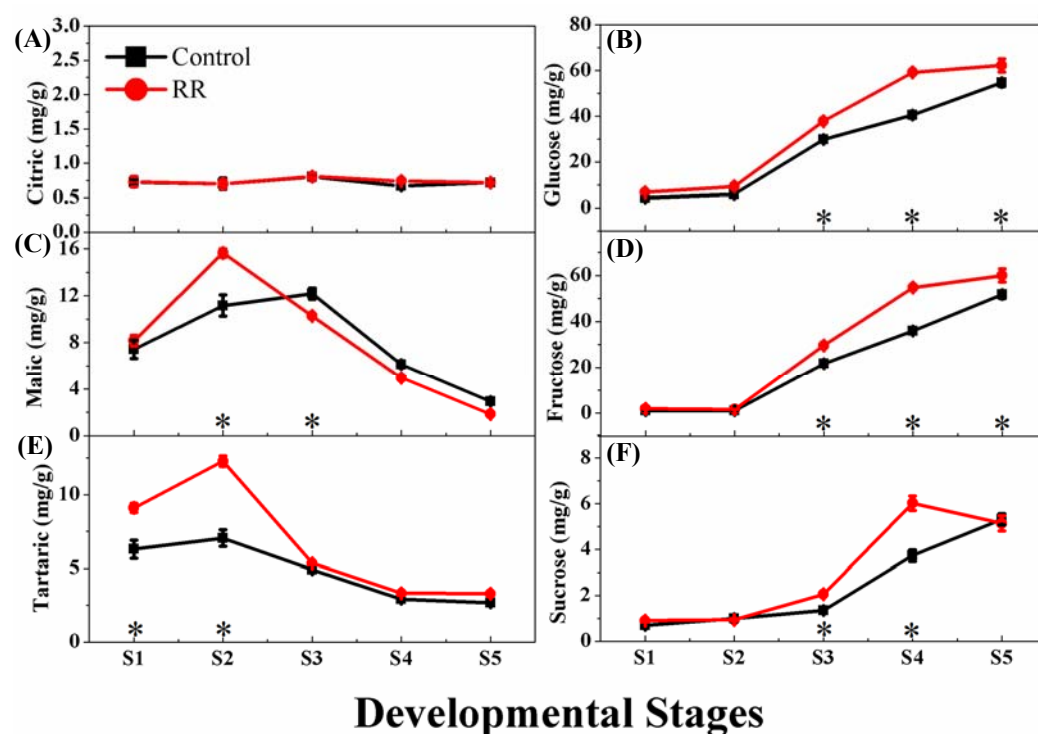 (A)
3.0
2.5
2.0
1.5
1.0
0.5
0.0
Citric (mg/g)
Control
RR
(B)
80
60
40
20
0
Glucose (mg/g)
* * *
(C)
16
12
8
4
0
Malic (mg/g)
* *
(D)
60
40
20
0
Fructose (mg/g)
* * *
(E)
10
5
0
Tartaric (mg/g)
* *
S1 S2 S3 S4 S5
(F)
8
6
4
2
0
Sucrose (mg/g)
* *
S1 S2 S3 S4 S5
Developmental Stages